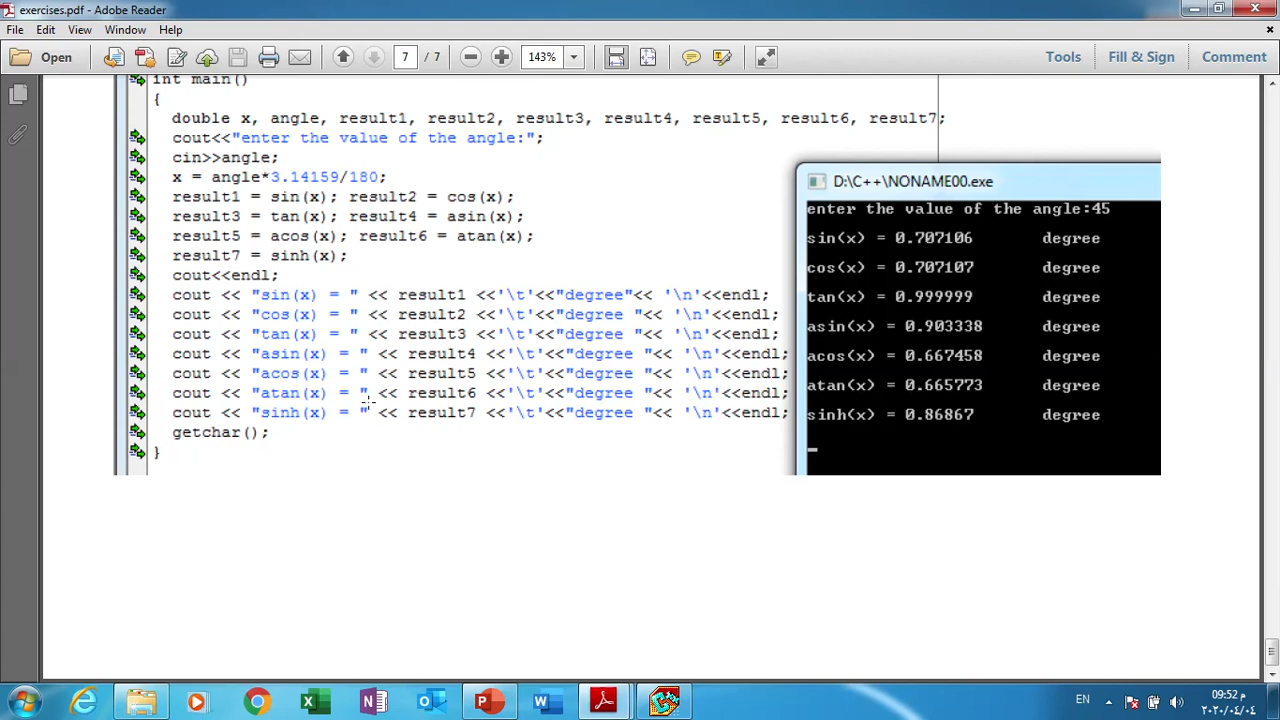 exercises.pdf - Adobe Reader
File Edit View Window Help
Open 7 / 7 143% Tools Fill & Sign Comment
int main()
{
double x, angle, result1, result2, result3, result4, result5, result6, result7;
cout<<"enter the value of the angle:";
cin>>angle;
x = angle*3.14159/180;
result1 = sin(x); result2 = cos(x);
result3 = tan(x); result4 = asin(x);
result5 = acos(x); result6 = atan(x);
result7 = sinh(x);
cout<<endl;
cout << "sin(x) = " << result1 <<'\t'<<"degree"<< '\n'<<endl;
cout << "cos(x) = " << result2 <<'\t'<<"degree "<< '\n'<<endl;
cout << "tan(x) = " << result3 <<'\t'<<"degree "<< '\n'<<endl;
cout << "asin(x) = " << result4 <<'\t'<<"degree "<< '\n'<<endl;
cout << "acos(x) = " << result5 <<'\t'<<"degree "<< '\n'<<endl;
cout << "atan(x) = " << result6 <<'\t'<<"degree "<< '\n'<<endl;
cout << "sinh(x) = " << result7 <<'\t'<<"degree "<< '\n'<<endl;
getchar();
}
D:\C++\NONAME00.exe
enter the value of the angle:45
sin(x) = 0.707106 degree
cos(x) = 0.707107 degree
tan(x) = 0.999999 degree
asin(x) = 0.903338 degree
acos(x) = 0.667458 degree
atan(x) = 0.665773 degree
sinh(x) = 0.86867 degree
EN
09:52 م
٢٠٢٠/٠٤/٠٤